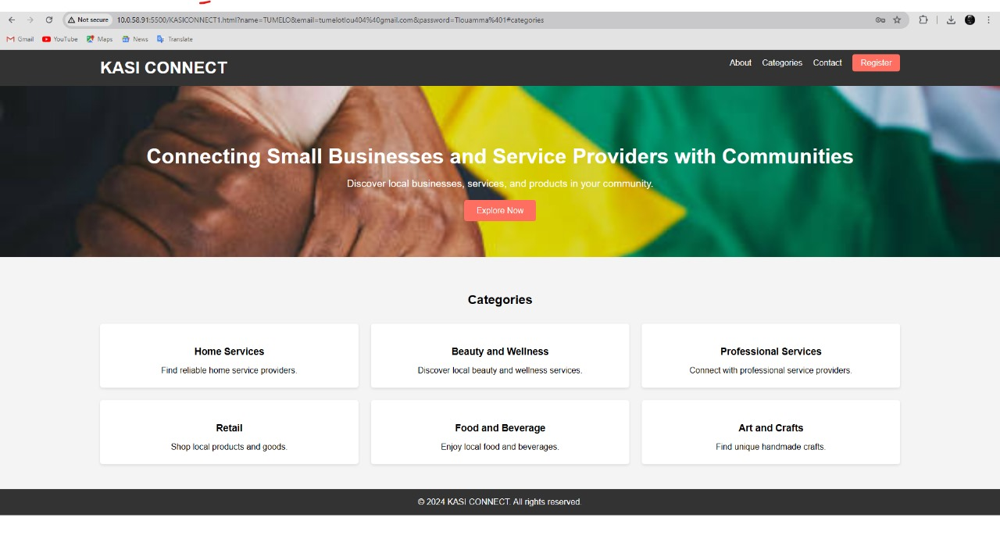 Not secure 10.0.58.91:5500/KASICONNECT1.html?name=TUMELO&email=tumelotlou404%40gmail.com&password=Tlouamma%401#categories
Gmail YouTube Maps News Translate
KASI CONNECT
About Categories Contact Register
Connecting Small Businesses and Service Providers with Communities
Discover local businesses, services, and products in your community.
Explore Now
Categories
Home Services
Find reliable home service providers.
Beauty and Wellness
Discover local beauty and wellness services.
Professional Services
Connect with professional service providers.
Retail
Shop local products and goods.
Food and Beverage
Enjoy local food and beverages.
Art and Crafts
Find unique handmade crafts.
© 2024 KASI CONNECT. All rights reserved.